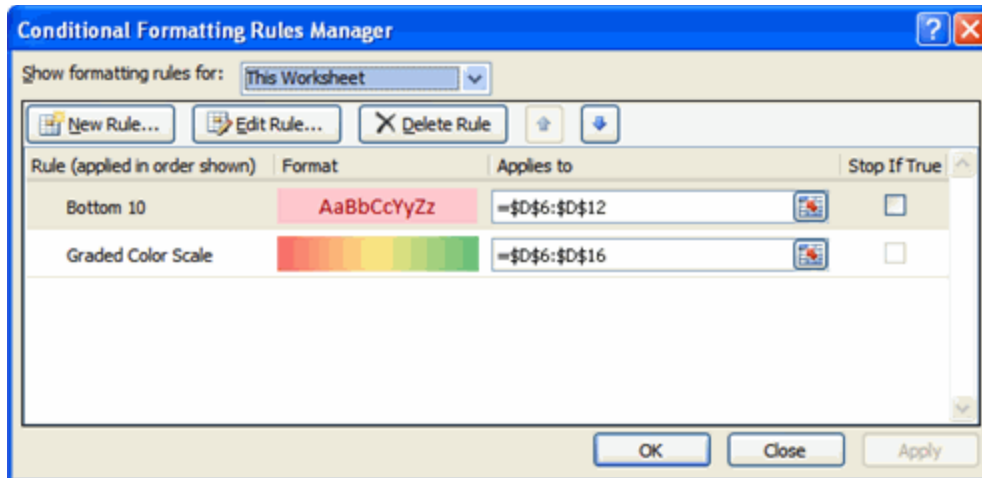 Conditional Formatting Rules Manager
?
Show formatting rules for: This Worksheet
New Rule... Edit Rule... Delete Rule
Rule (applied in order shown) Format Applies to Stop If True
Bottom 10 AaBbCcYyZz =$D$6:$D$12
Graded Color Scale =$D$6:$D$16
OK Close Apply